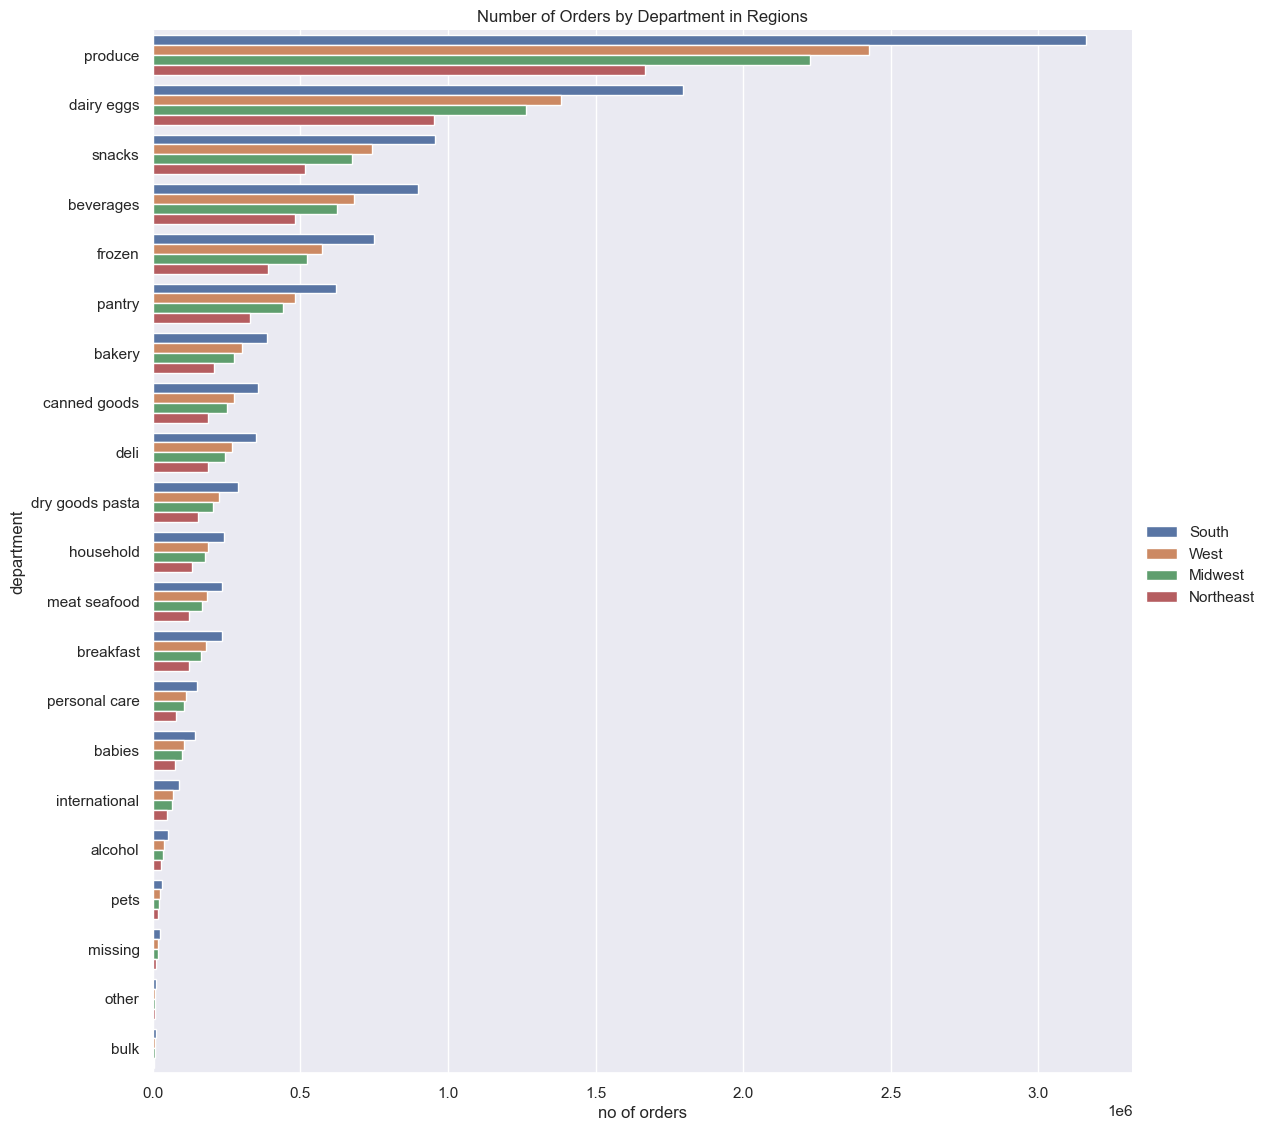 Number of Orders by Department in Regions
produce
dairy eggs
snacks
beverages
frozen
pantry
bakery
canned goods
deli
dry goods pasta
household
meat seafood
breakfast
personal care
babies
international
alcohol
pets
missing
other
bulk
department
0.0 0.5 1.0 1.5 2.0 2.5 3.0
1e6
no of orders
South
West
Midwest
Northeast